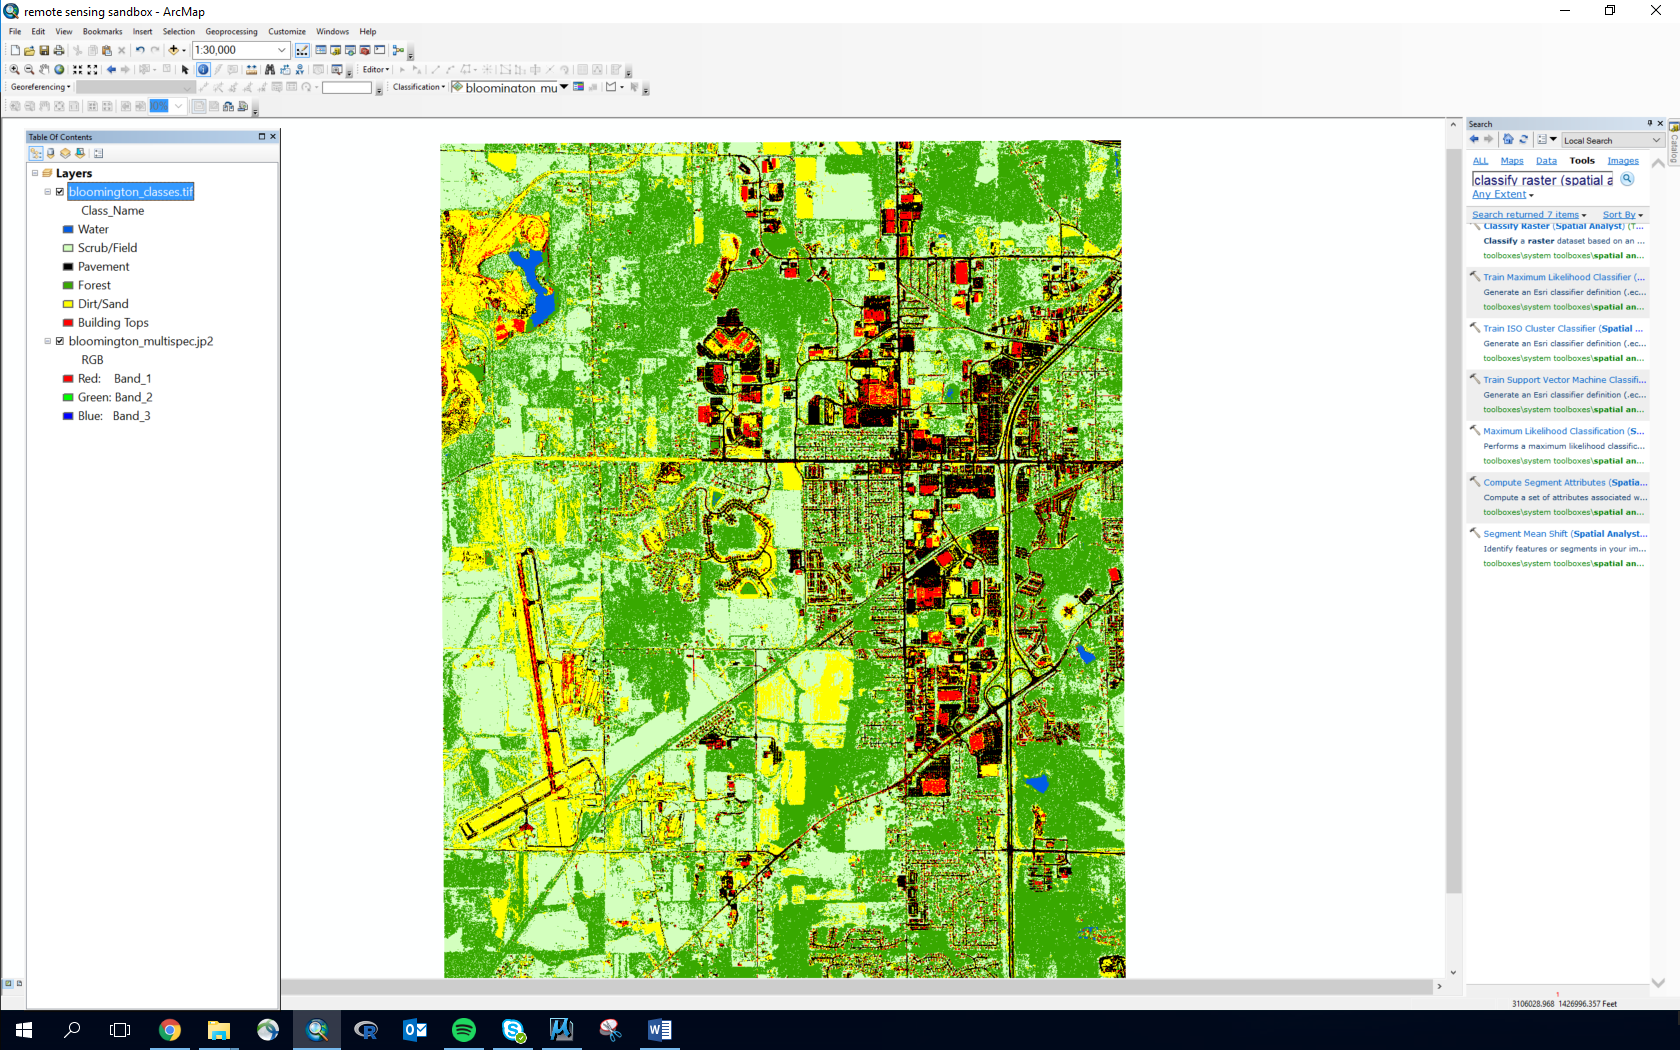 remote sensing sandbox - ArcMap
File Edit View Bookmarks Insert Selection Geoprocessing Customize Windows Help
1:30,000
Editor
Georeferencing
Classification
bloomington_mu
Table Of Contents
Layers
bloomington_classes.tif
Class_Name
Water
Scrub/Field
Pavement
Forest
Dirt/Sand
Building Tops
bloomington_multispec.jp2
RGB
Red: Band_1
Green: Band_2
Blue: Band_3
Search
Local Search
ALL Maps Data Tools Images
classify raster (spatial a
Any Extent
Search returned 7 items Sort By
Classify Raster (Spatial Analyst) (T...
Classify a raster dataset based on an ...
toolboxes\system toolboxes\spatial an...
Train Maximum Likelihood Classifier (...
Generate an Esri classifier definition (.ec...
toolboxes\system toolboxes\spatial an...
Train ISO Cluster Classifier (Spatial ...
Generate an Esri classifier definition (.ec...
toolboxes\system toolboxes\spatial an...
Train Support Vector Machine Classifi...
Generate an Esri classifier definition (.ec...
toolboxes\system toolboxes\spatial an...
Maximum Likelihood Classification (S...
Performs a maximum likelihood classific...
toolboxes\system toolboxes\spatial an...
Compute Segment Attributes (Spatia...
Compute a set of attributes associated w...
toolboxes\system toolboxes\spatial an...
Segment Mean Shift (Spatial Analyst...
Identify features or segments in your im...
toolboxes\system toolboxes\spatial an...
Catalog
3106028.968 1426996.357 Feet